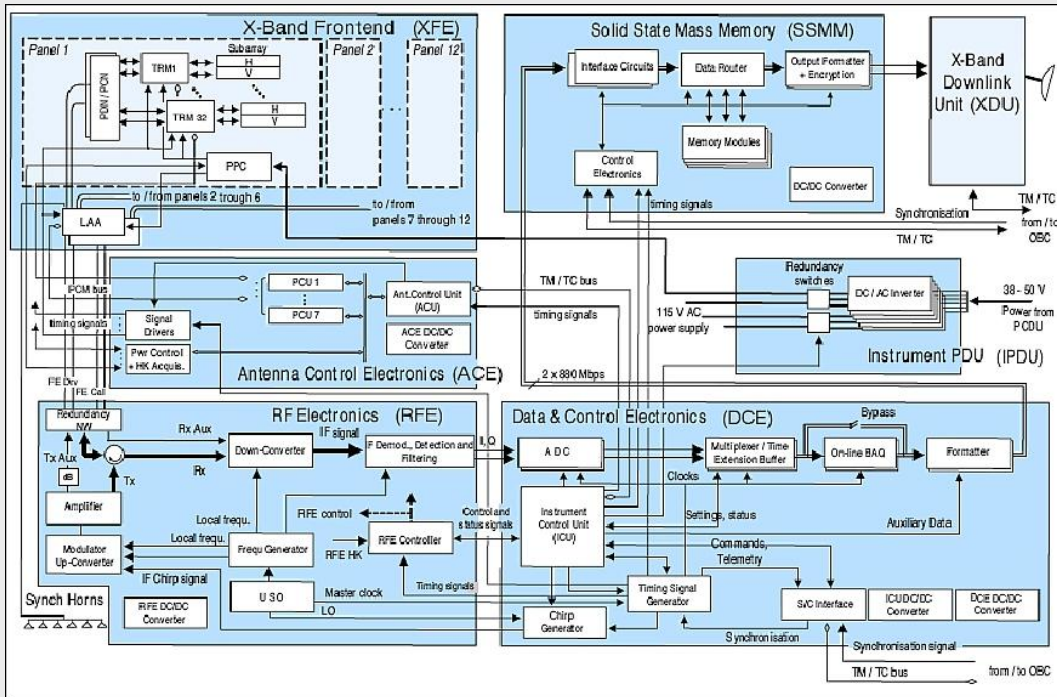 X-Band Frontend (XFE)
Panel 1
Panel 2
Panel 12
Subarray
PDN / PCN
TRM1
H
V
TRM 32
H
V
PPC
to / from panels 2 trough 6
to / from
panels 7 through 12
LAA
Solid State Mass Memory (SSMM)
Interface Circuits
Data Router
Output Formatter
+ Encryption
Memory Modules
Control
Electronics
DC/DC Converter
timing signals
Synchronisation
TM / TC
X-Band
Downlink
Unit (XDU)
TM / TC
from / to
OBC
PCM bus
timing signals
Signal
Drivers
Pwr Control
+ HK Acquis.
PCU 1
PCU 7
Ant.Control Unit
(ACU)
ACE DC/DC
Converter
Antenna Control Electronics (ACE)
TM / TC bus
timing signals
Redundancy
switches
DC / AC Inverter
115 V AC
power supply
38 - 50 V
Power from
PCDU
Instrument PDU (IPDU)
FE Drv
FE Call
2 x 880 Mbps
RF Electronics (RFE)
Redundancy
NW
Rx Aux
Tx Aux
Rx
dB
Tx
Amplifier
Modulator
Up-Converter
Down-Converter
IF signal
IF Demod., Detection and
Filtering
I, Q
Local frequ.
Local frequ.
IF Chirp signal
Frequ Generator
RFE control
RFE HK
RFE Controller
Control and
status signals
Timing signals
USO
Master clock
LO
RFE DC/DC
Converter
Synch Horns
Data & Control Electronics (DCE)
ADC
Multiplexer / Time
Extension Buffer
Bypass
On-line BAQ
Formatter
Clocks
Instrument
Control Unit
(ICU)
Settings, status
Auxiliary Data
Commands,
Telemetry
Timing Signal
Generator
Chirp
Generator
S/C Interface
ICU DC/DC
Converter
DCE DC/DC
Converter
Synchronisation
Synchronisation signal
TM / TC bus
from / to OBC